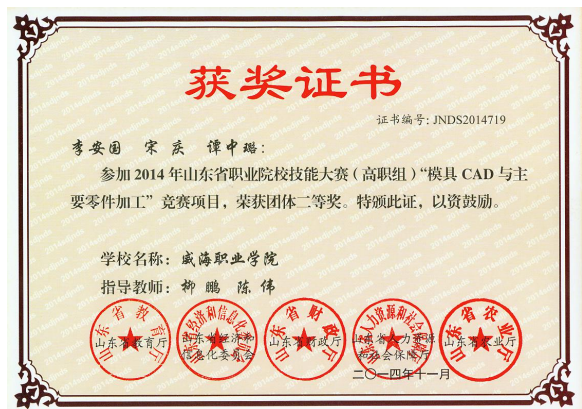 获奖证书
证书编号: JNDS2014719
李安国 宋庆 谭中璐:
参加2014年山东省职业院校技能大赛(高职组)“模具CAD与主
要零件加工”竞赛项目，荣获团体二等奖。特颁此证，以资鼓励。
学校名称: 威海职业学院
指导教师: 柳鹏 陈伟
山东省教育厅 山东省经济和信息化委员会 山东省财政厅 山东省人力资源和社会保障厅 山东省农业厅
二〇一四年十一月